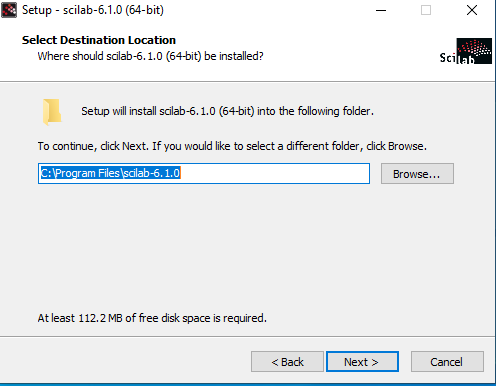 Setup - scilab-6.1.0 (64-bit)
Select Destination Location
Where should scilab-6.1.0 (64-bit) be installed?
Scilab
Setup will install scilab-6.1.0 (64-bit) into the following folder.
To continue, click Next. If you would like to select a different folder, click Browse.
C:\Program Files\scilab-6.1.0
Browse...
At least 112.2 MB of free disk space is required.
< Back
Next >
Cancel